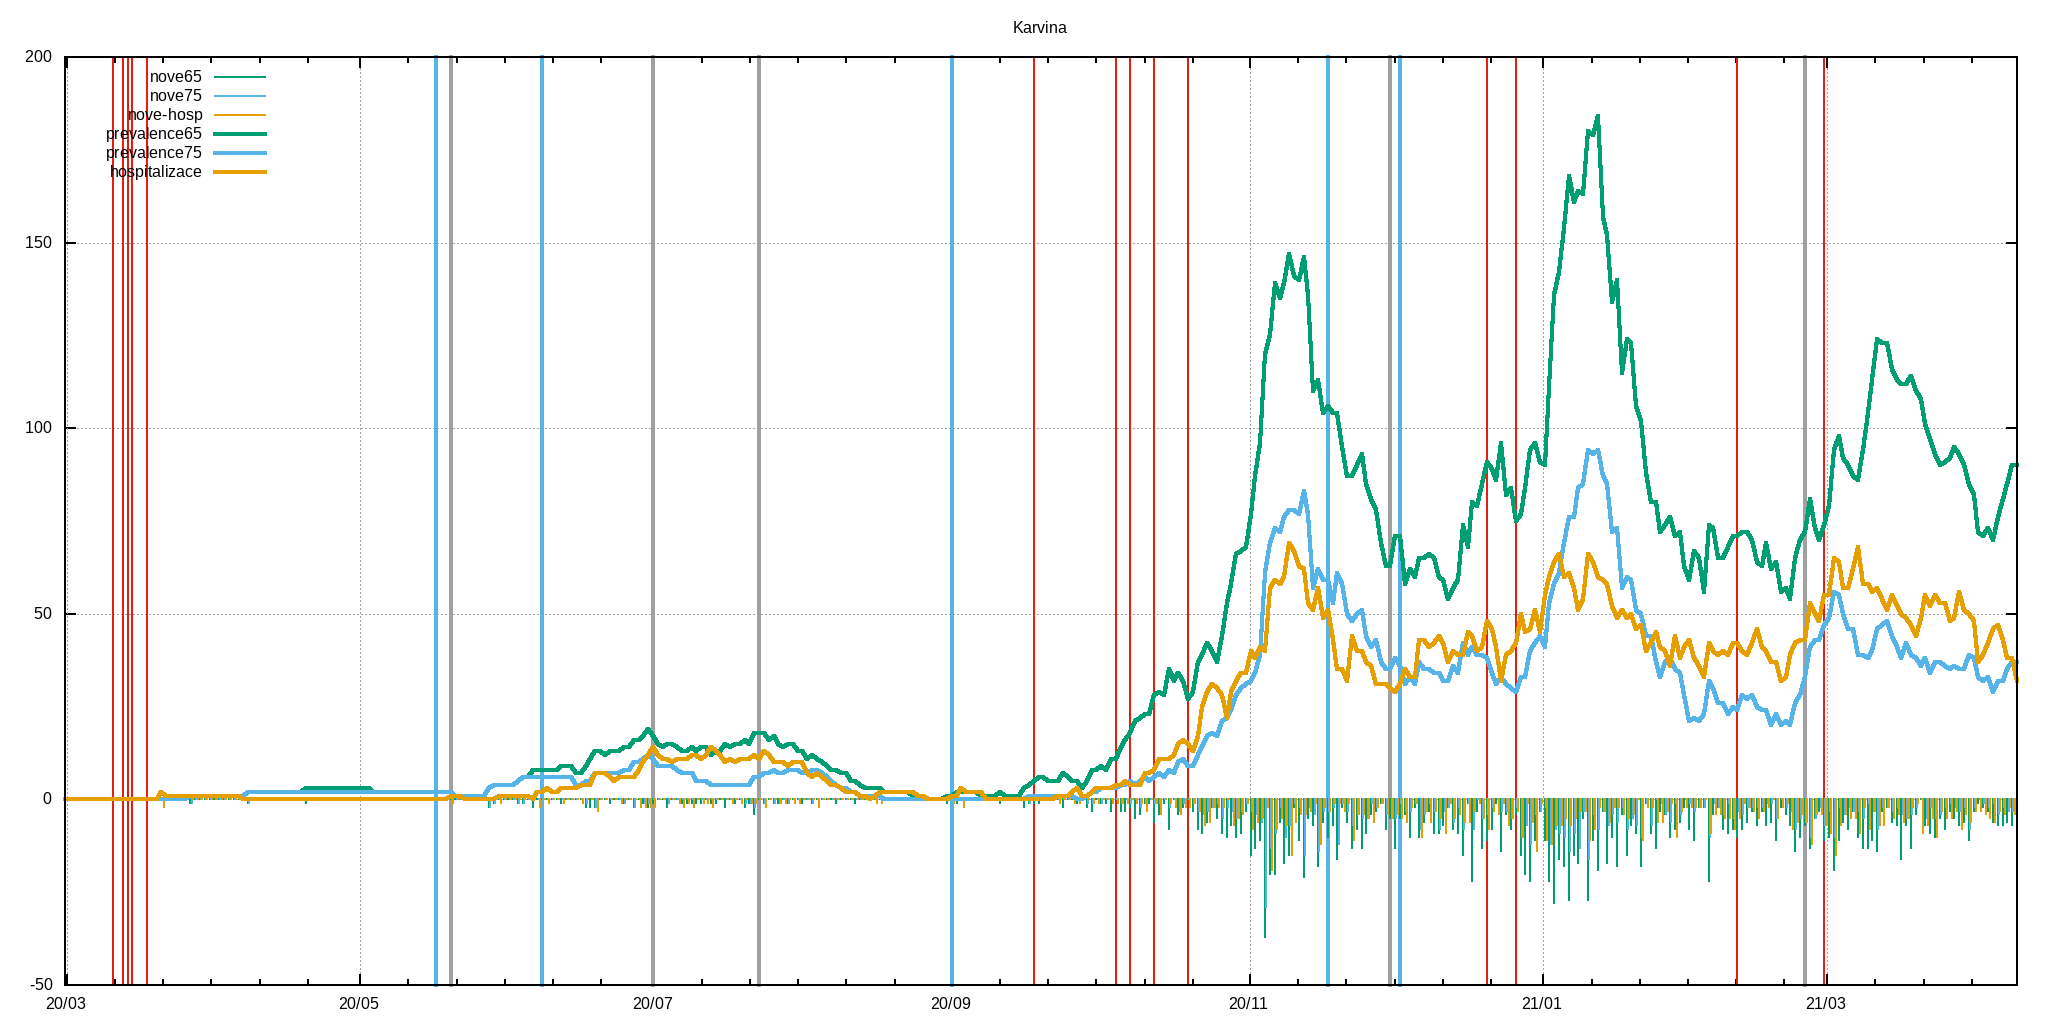 Karvina
200
nove65
nove75
nove-hosp
prevalence65
prevalence75
hospitalizace
150
100
50
0
-50
20/03 20/05 20/07 20/09 20/11 21/01 21/03